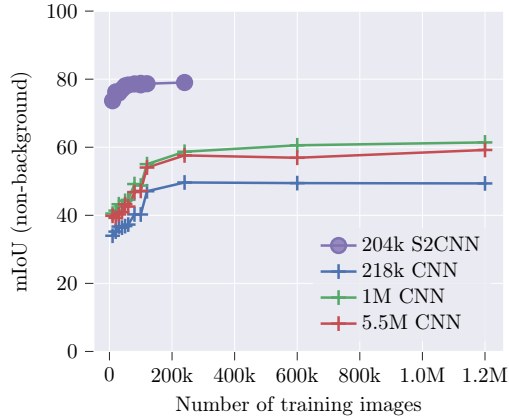 100
80
60
40
20
0
mIoU (non-background)
204k S2CNN
218k CNN
1M CNN
5.5M CNN
0 200k 400k 600k 800k 1.0M 1.2M
Number of training images